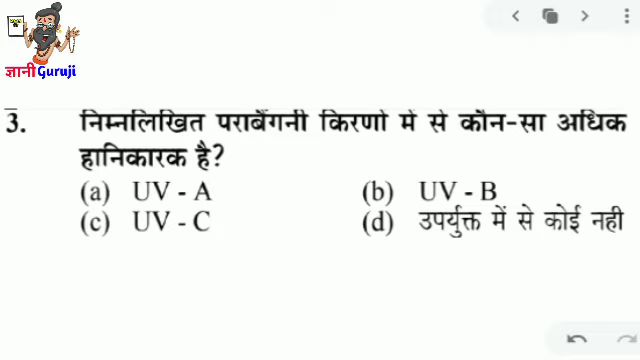 ज्ञानीGuruji
3. निम्नलिखित पराबैंगनी किरणों में से कौन-सा अधिक
हानिकारक है?
(a) UV - A (b) UV - B
(c) UV - C (d) उपर्युक्त में से कोई नही